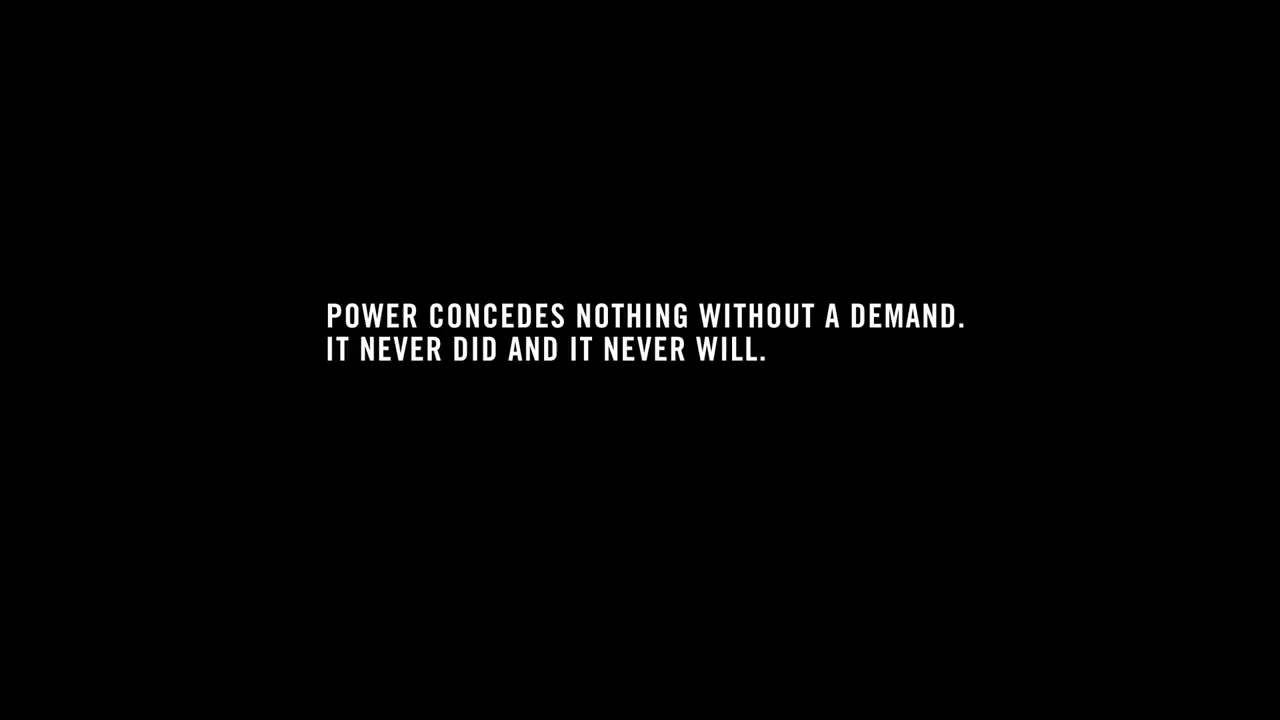 POWER CONCEDES NOTHING WITHOUT A DEMAND.
IT NEVER DID AND IT NEVER WILL.